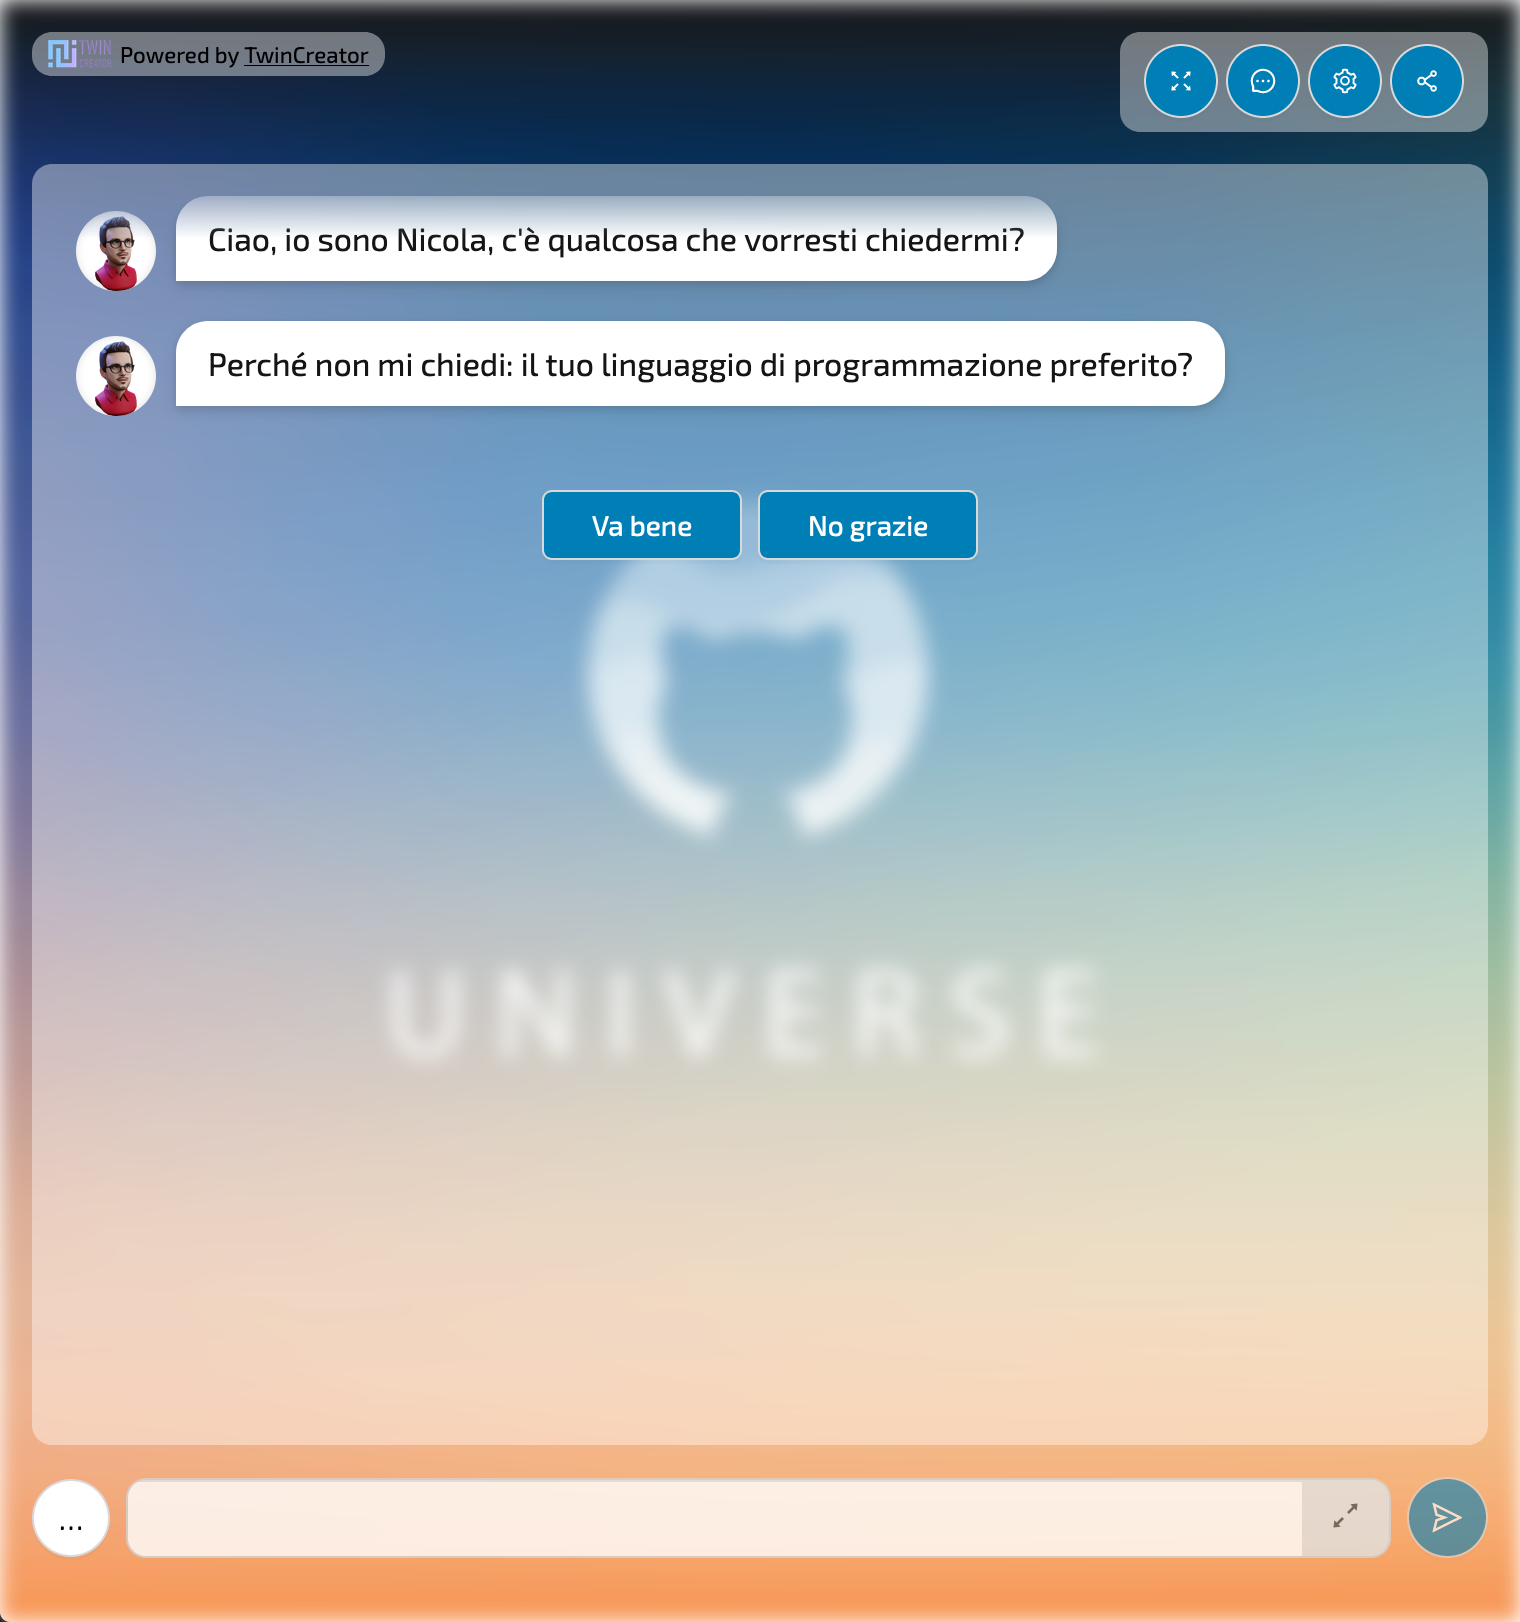 TWIN
CREATOR
Powered by TwinCreator
Ciao, io sono Nicola, c'è qualcosa che vorresti chiedermi?
Perché non mi chiedi: il tuo linguaggio di programmazione preferito?
Va bene
No grazie
UNIVERSE
...